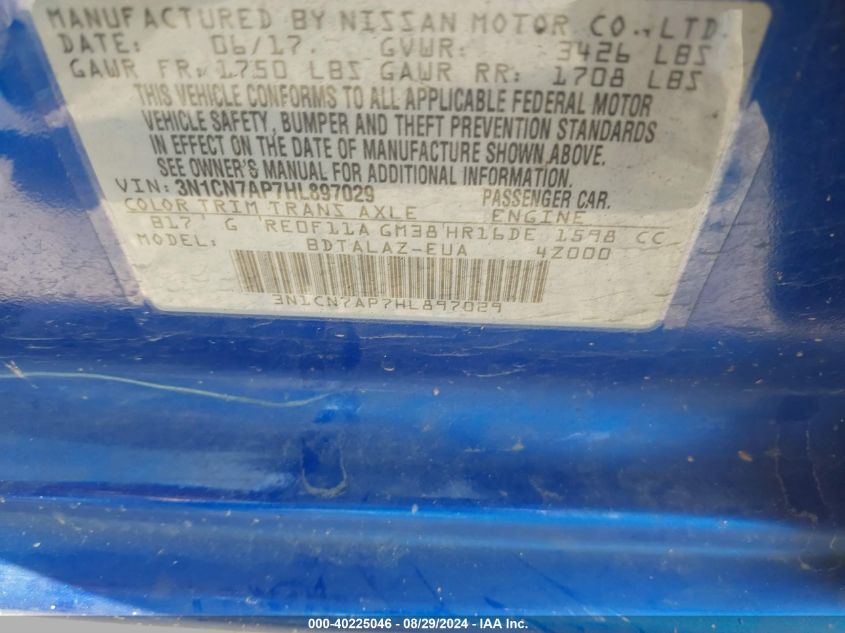 MANUFACTURED BY NISSAN MOTOR CO., LTD.
DATE: 06/17. GVWR: 3426 LBS
GAWR FR: 1750 LBS GAWR RR: 1708 LBS
THIS VEHICLE CONFORMS TO ALL APPLICABLE FEDERAL MOTOR
VEHICLE SAFETY, BUMPER AND THEFT PREVENTION STANDARDS
IN EFFECT ON THE DATE OF MANUFACTURE SHOWN ABOVE.
SEE OWNER'S MANUAL FOR ADDITIONAL INFORMATION.
VIN: 3N1CN7AP7HL897029 PASSENGER CAR.
COLOR TRIM TRANS AXLE ENGINE
B17 G RE0F11A GM38 HR16DE 1598 CC
MODEL: BDTALAZ-EUA 4Z000
3N1CN7AP7HL897029
000-40225046 - 08/29/2024 - IAA Inc.